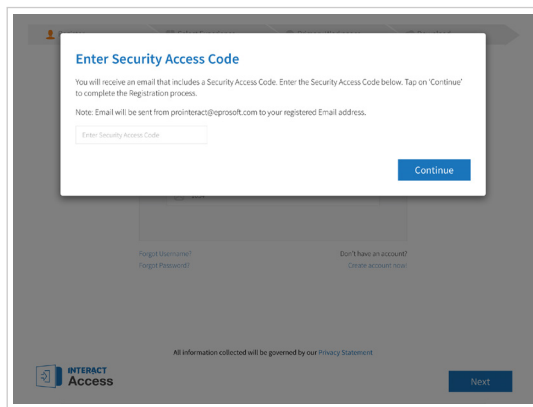 Enter Security Access Code
You will receive an email that includes a Security Access Code. Enter the Security Access Code below. Tap on 'Continue'
to complete the Registration process.
Note: Email will be sent from prointeract@eprosoft.com to your registered Email address.
Enter Security Access Code
Continue
Forgot Username?
Don't have an account?
Forgot Password?
Create account now.
All information collected will be governed by our Privacy Statement
INTERACT
Access
Next